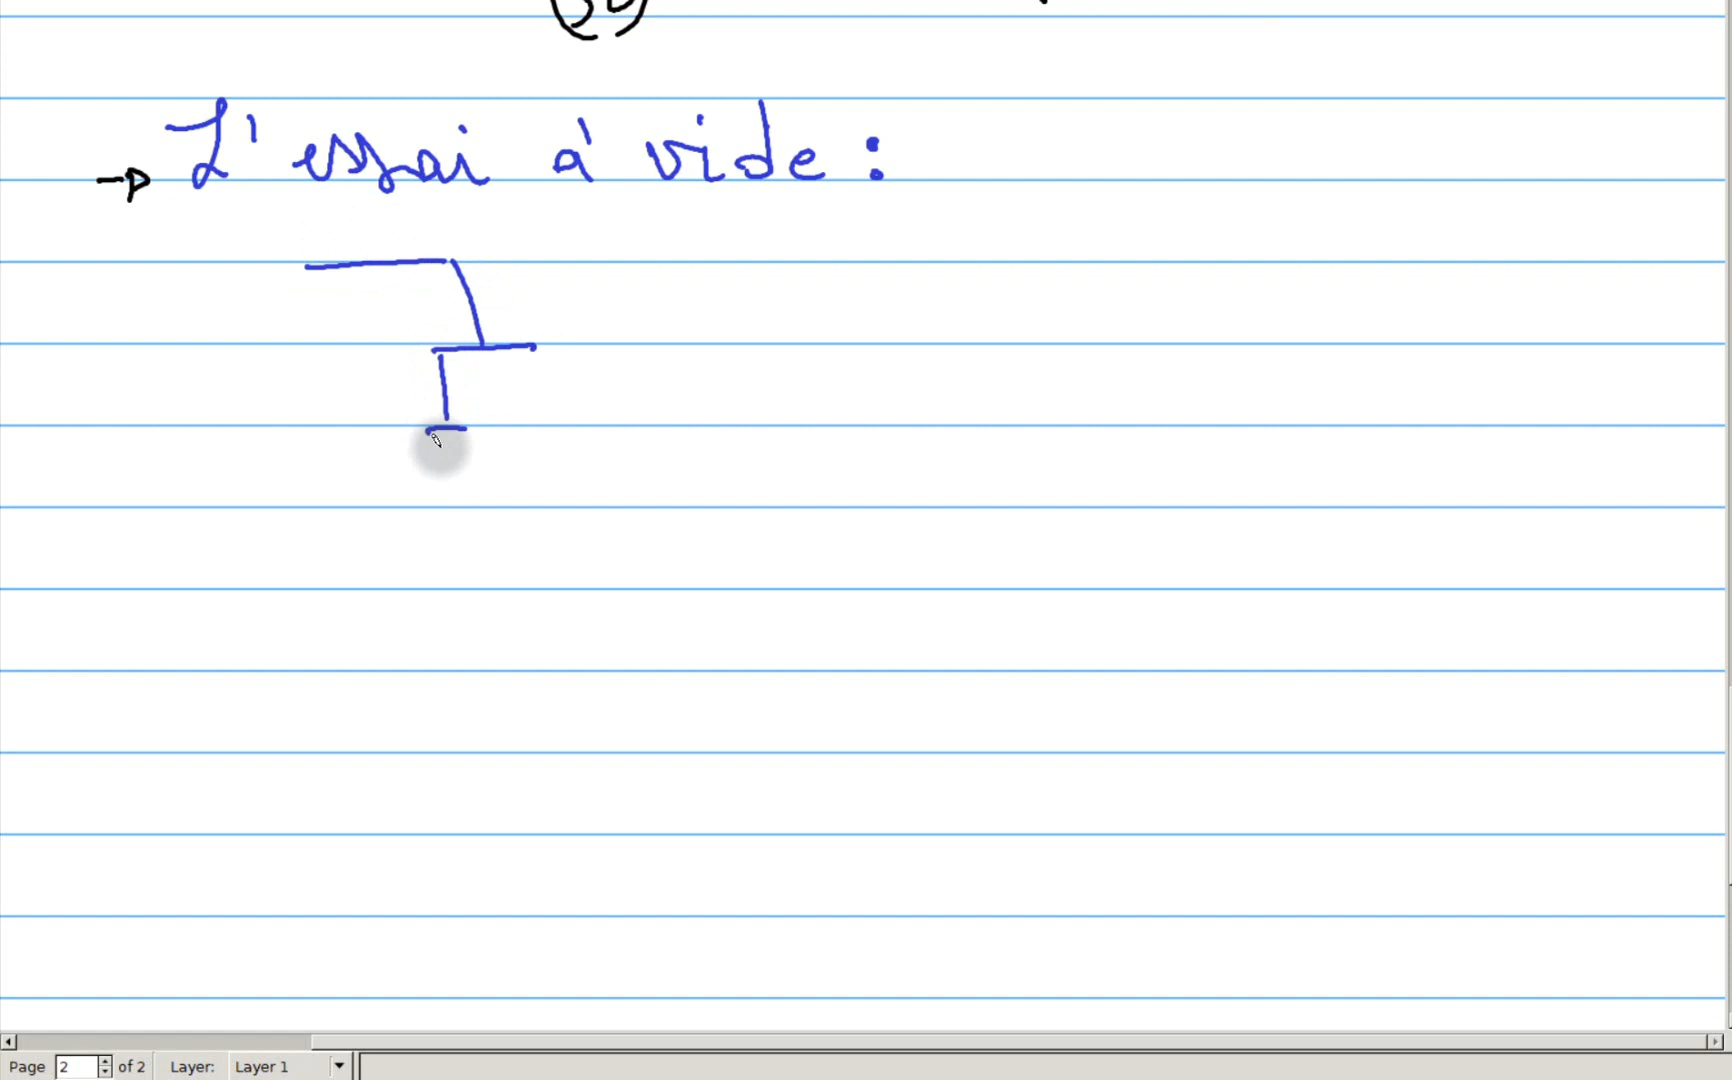 L'essai à vide :
Page 2 of 2 Layer: Layer 1